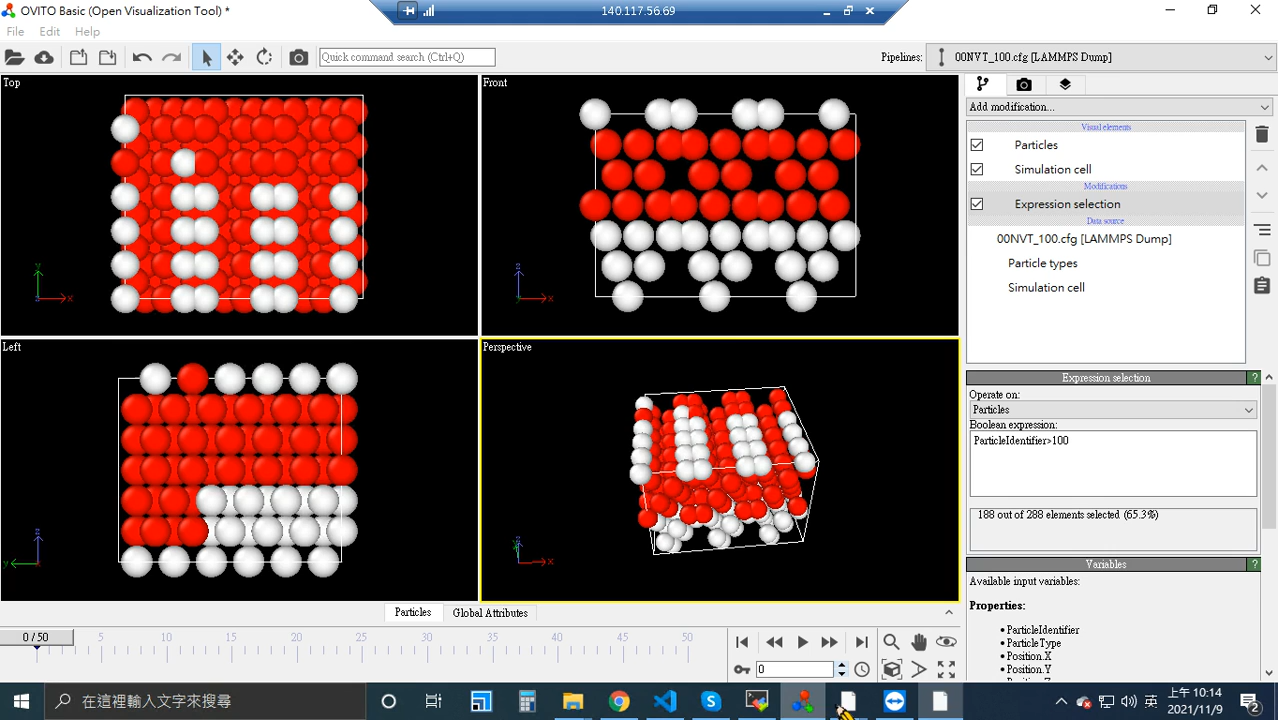 OVITO Basic (Open Visualization Tool) *
140.117.56.69
File Edit Help
Quick command search (Ctrl+Q)
Pipelines:
00NVT_100.cfg [LAMMPS Dump]
Top
Front
Left
Perspective
y
x
z
x
z
y
x
Add modification...
Visual elements
Particles
Simulation cell
Modifications
Expression selection
Data source
00NVT_100.cfg [LAMMPS Dump]
Particle types
Simulation cell
Expression selection
?
Operate on:
Particles
Boolean expression:
ParticleIdentifier>100
188 out of 288 elements selected (65.3%)
Variables
?
Available input variables:
Properties:
• ParticleIdentifier
• ParticleType
• Position.X
• Position.Y
Particles
Global Attributes
0 / 50
5 10 15 20 25 30 35 40 45 50
0
在這裡輸入文字來搜尋
英
上午 10:14
2021/11/9
2